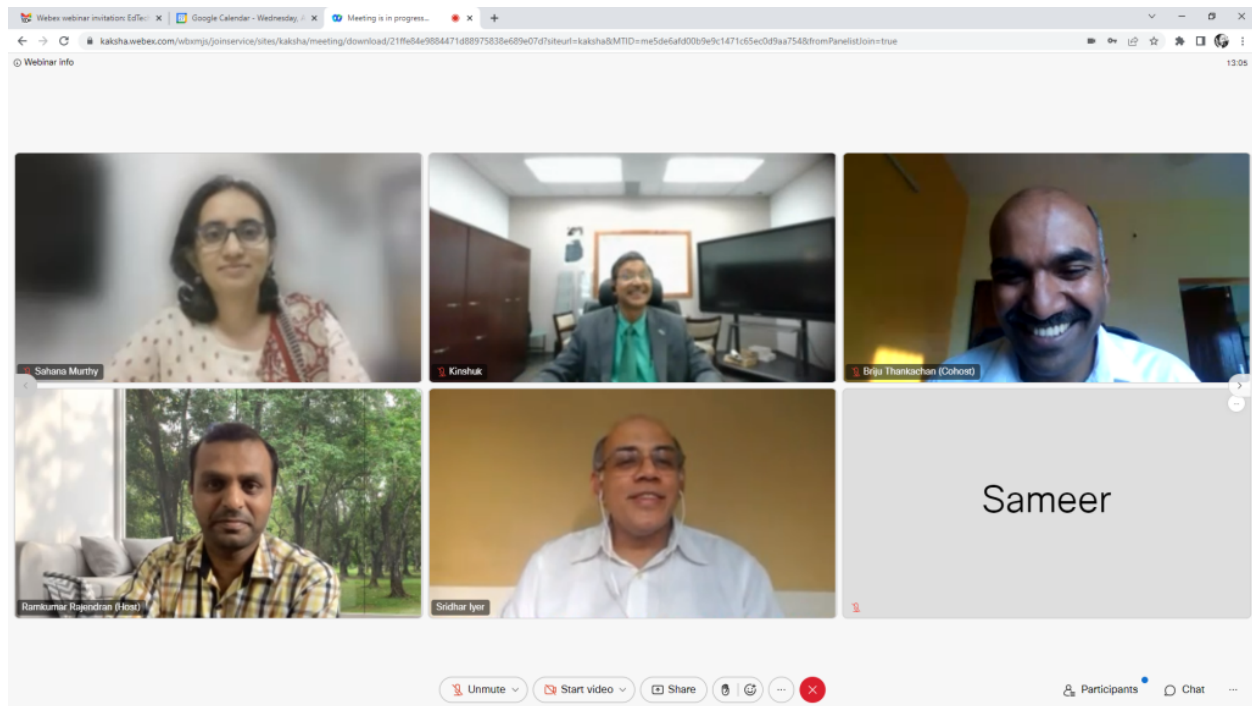 Webex webinar invitation: EdTech
Google Calendar - Wednesday, A
Meeting is in progress...
kaksha.webex.com/wbxmjs/joinservice/sites/kaksha/meeting/download/21ffe84e9884471d88975838e689e07d?siteurl=kaksha&MTID=me5de6afd00b9e9c1471c65ec0d9aa754&fromPanelistJoin=true
Webinar info
13:05
Sahana Murthy
Kinshuk
Briju Thankachan (Cohost)
Ramkumar Rajendran (Host)
Sridhar Iyer
Sameer
Unmute
Start video
Share
Participants
Chat